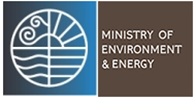 MINISTRY OF
ENVIRONMENT
& ENERGY